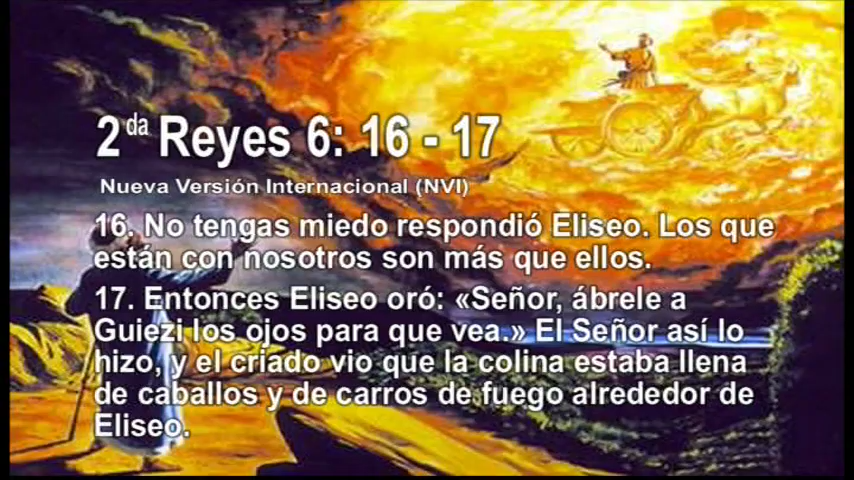 2da Reyes 6: 16 - 17
Nueva Versión Internacional (NVI)
16. No tengas miedo respondió Eliseo. Los que
están con nosotros son más que ellos.
17. Entonces Eliseo oró: «Señor, ábrele a
Guiezi los ojos para que vea.» El Señor así lo
hizo, y el criado vio que la colina estaba llena
de caballos y de carros de fuego alrededor de
Eliseo.